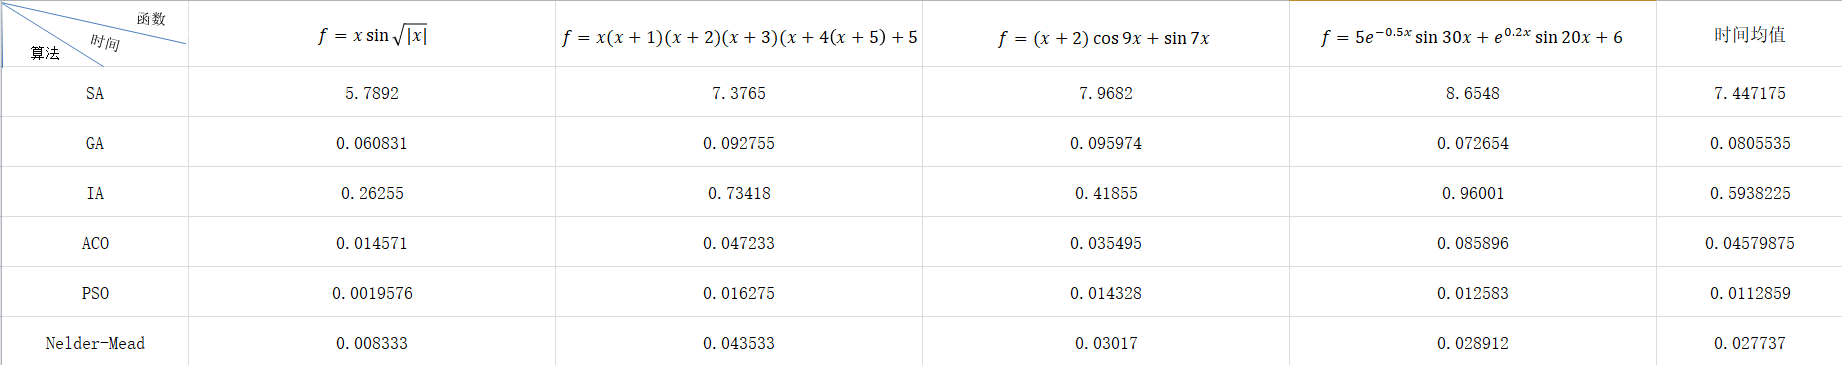 函数
时间
算法
f = x sin√|x|
f = x(x + 1)(x + 2)(x + 3)(x + 4(x + 5) + 5
f = (x + 2) cos 9x + sin 7x
f = 5e^{-0.5x} sin 30x + e^{0.2x} sin 20x + 6
时间均值
SA 5.7892 7.3765 7.9682 8.6548 7.447175
GA 0.060831 0.092755 0.095974 0.072654 0.0805535
IA 0.26255 0.73418 0.41855 0.96001 0.5938225
ACO 0.014571 0.047233 0.035495 0.085896 0.04579875
PSO 0.0019576 0.016275 0.014328 0.012583 0.0112859
Nelder-Mead 0.008333 0.043533 0.03017 0.028912 0.027737